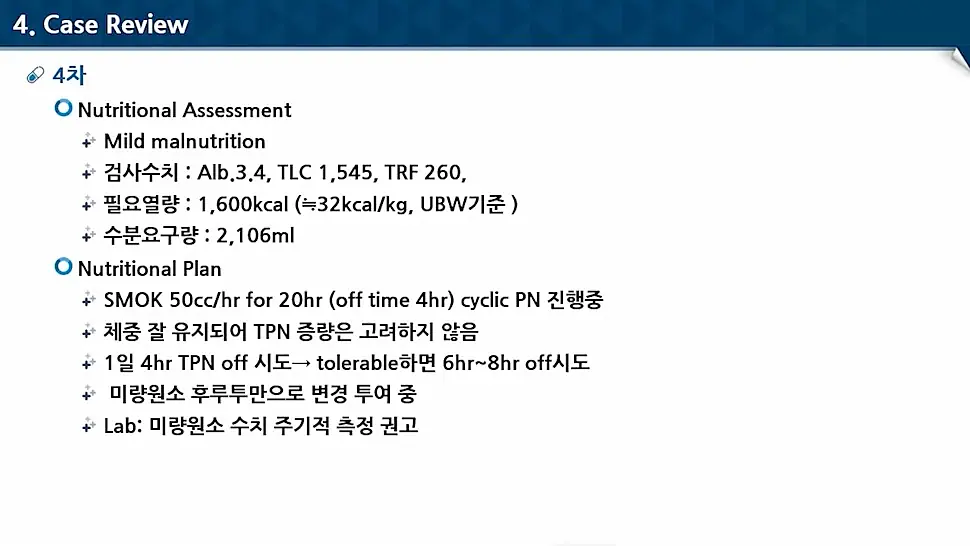 4. Case Review
4차
Nutritional Assessment
Mild malnutrition
검사수치 : Alb.3.4, TLC 1,545, TRF 260,
필요열량 : 1,600kcal (≒32kcal/kg, UBW기준 )
수분요구량 : 2,106ml
Nutritional Plan
SMOK 50cc/hr for 20hr (off time 4hr) cyclic PN 진행중
체중 잘 유지되어 TPN 증량은 고려하지 않음
1일 4hr TPN off 시도→ tolerable하면 6hr~8hr off시도
미량원소 후루투만으로 변경 투여 중
Lab: 미량원소 수치 주기적 측정 권고